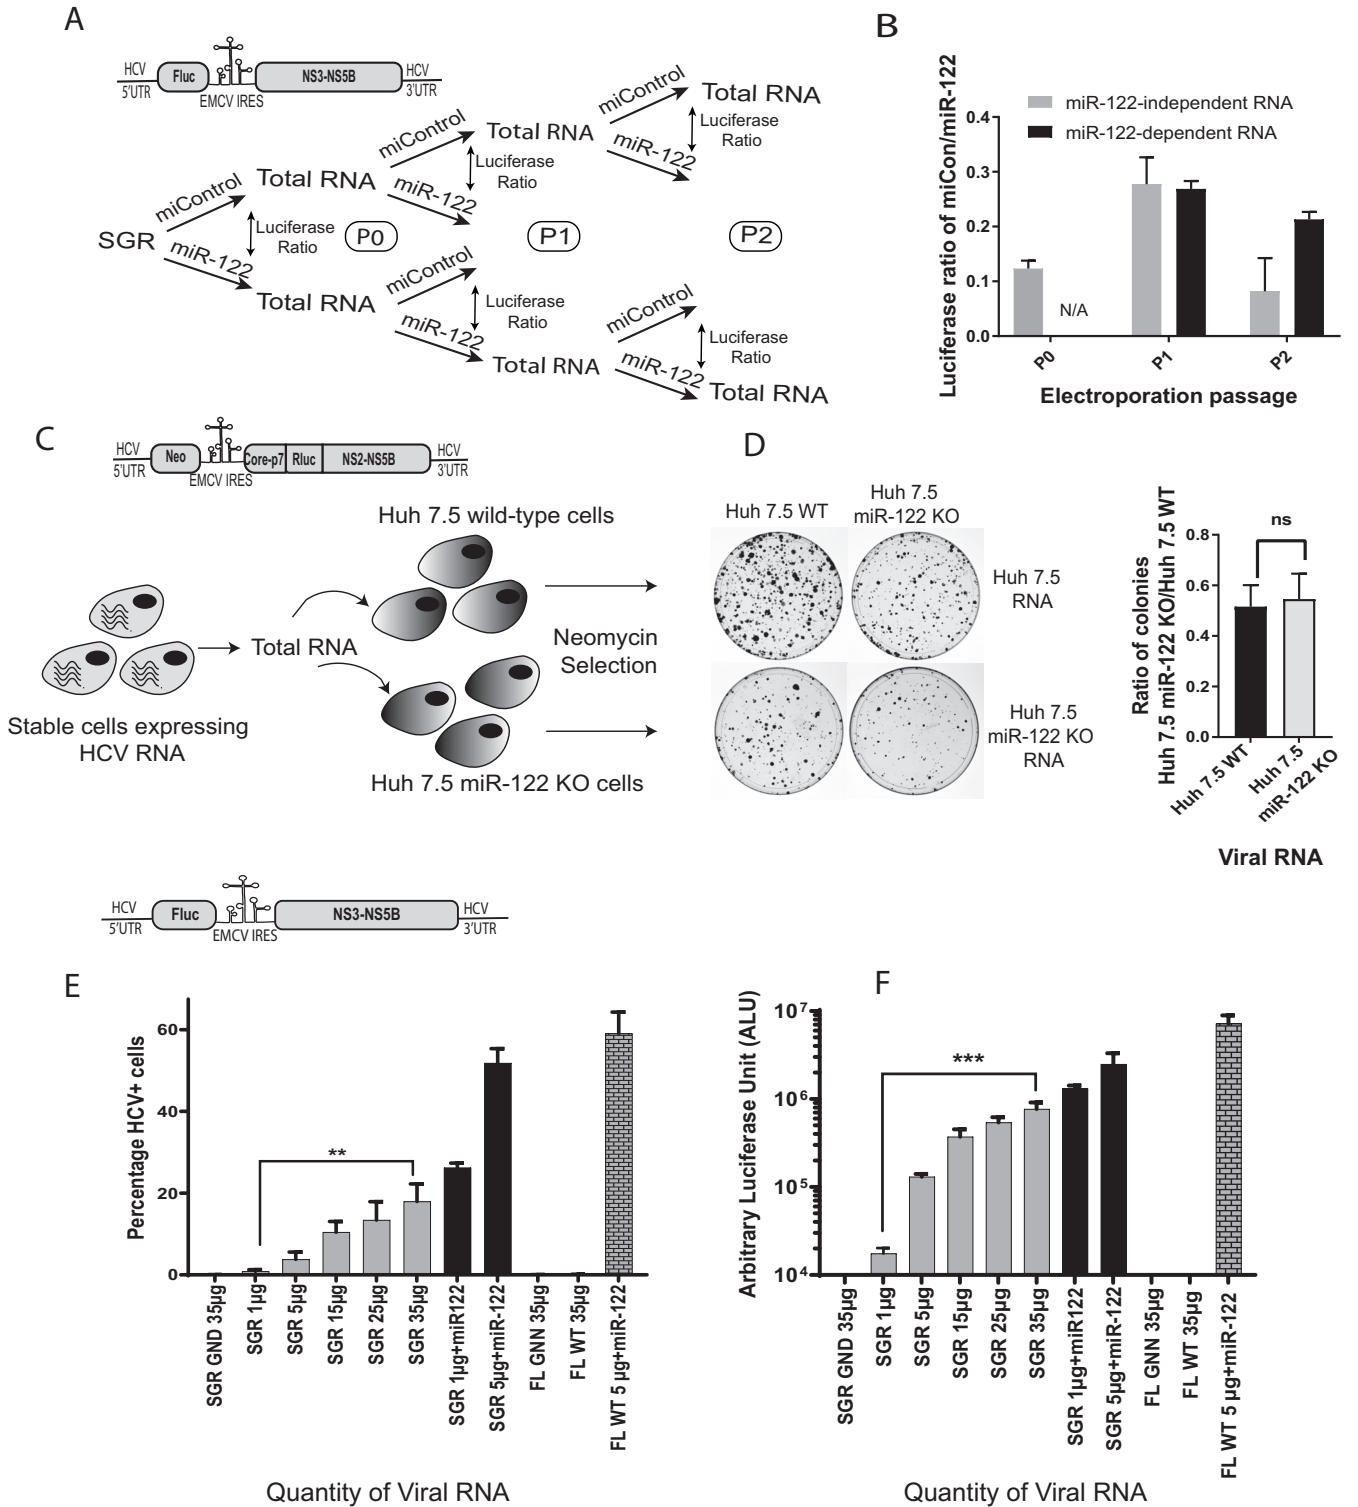 A
HCV
5'UTR
Fluc
EMCV IRES
NS3-NS5B
HCV
3'UTR
SGR
miControl
miR-122
Luciferase
Ratio
Total RNA
Total RNA
P0
miControl
miR-122
Luciferase
Ratio
Total RNA
miControl
miR-122
Luciferase
Ratio
Total RNA
P1
miControl
miR-122
Luciferase
Ratio
Total RNA
miControl
miR-122
Luciferase
Ratio
Total RNA
P2
B
Luciferase ratio of miCon/miR-122
miR-122-independent RNA
miR-122-dependent RNA
0.4
0.3
0.2
0.1
0.0
N/A
P0
P1
P2
Electroporation passage
C
HCV
5'UTR
Neo
EMCV IRES
Core-p7
Rluc
NS2-NS5B
HCV
3'UTR
Huh 7.5 wild-type cells
Total RNA
Neomycin
Selection
Stable cells expressing
HCV RNA
Huh 7.5 miR-122 KO cells
D
Huh 7.5 WT
Huh 7.5
miR-122 KO
Huh 7.5
RNA
Huh 7.5
miR-122 KO
RNA
Ratio of colonies
Huh 7.5 miR-122 KO/Huh 7.5 WT
0.8
0.6
0.4
0.2
0.0
ns
Huh 7.5 WT
Huh 7.5
miR-122 KO
Viral RNA
HCV
5'UTR
Fluc
EMCV IRES
NS3-NS5B
HCV
3'UTR
E
Percentage HCV+ cells
60
40
20
0
**
SGR GND 35µg
SGR 1µg
SGR 5µg
SGR 15µg
SGR 25µg
SGR 35µg
SGR 1µg+miR122
SGR 5µg+miR-122
FL GNN 35µg
FL WT 35µg
FL WT 5 µg+miR-122
Quantity of Viral RNA
F
Arbitrary Luciferase Unit (ALU)
10⁷
10⁶
10⁵
10⁴
***
SGR GND 35µg
SGR 1µg
SGR 5µg
SGR 15µg
SGR 25µg
SGR 35µg
SGR 1µg+miR122
SGR 5µg+miR-122
FL GNN 35µg
FL WT 35µg
FL WT 5 µg+miR-122
Quantity of Viral RNA